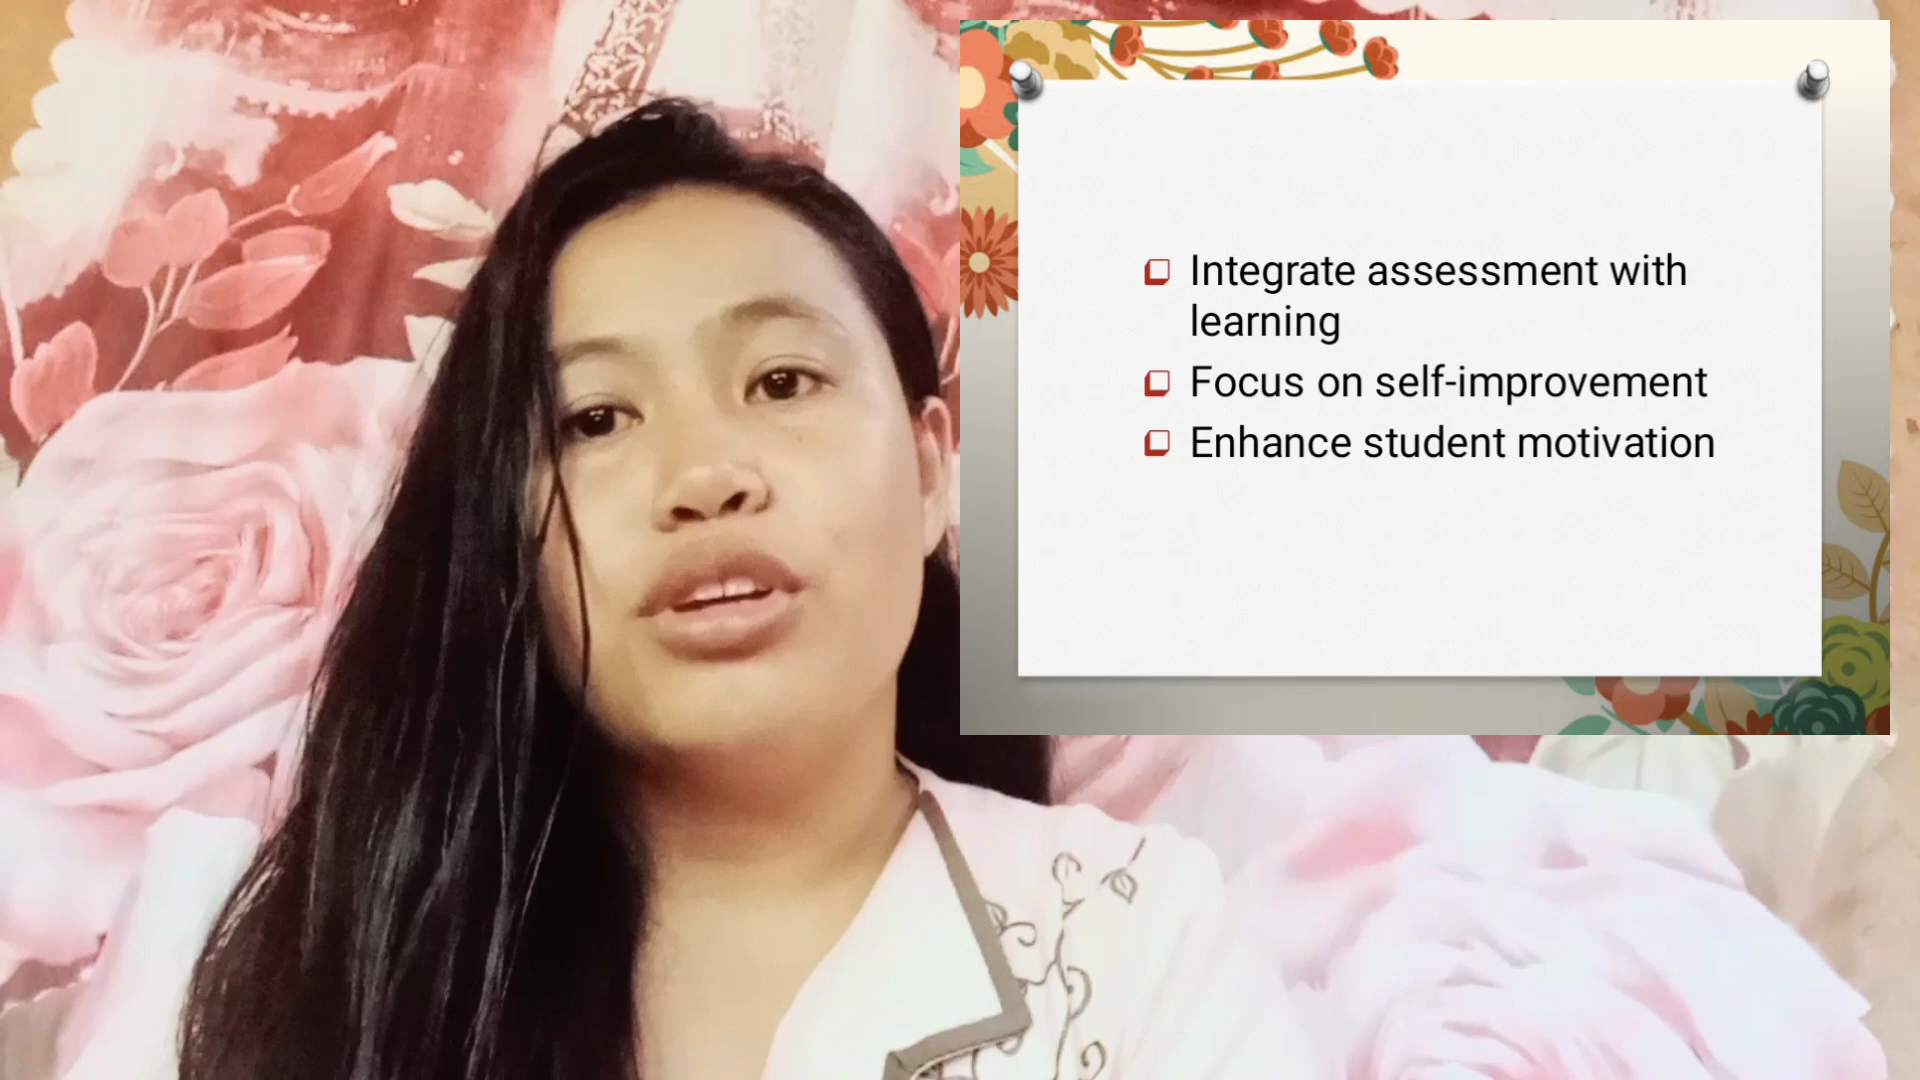 Integrate assessment with
learning
Focus on self-improvement
Enhance student motivation